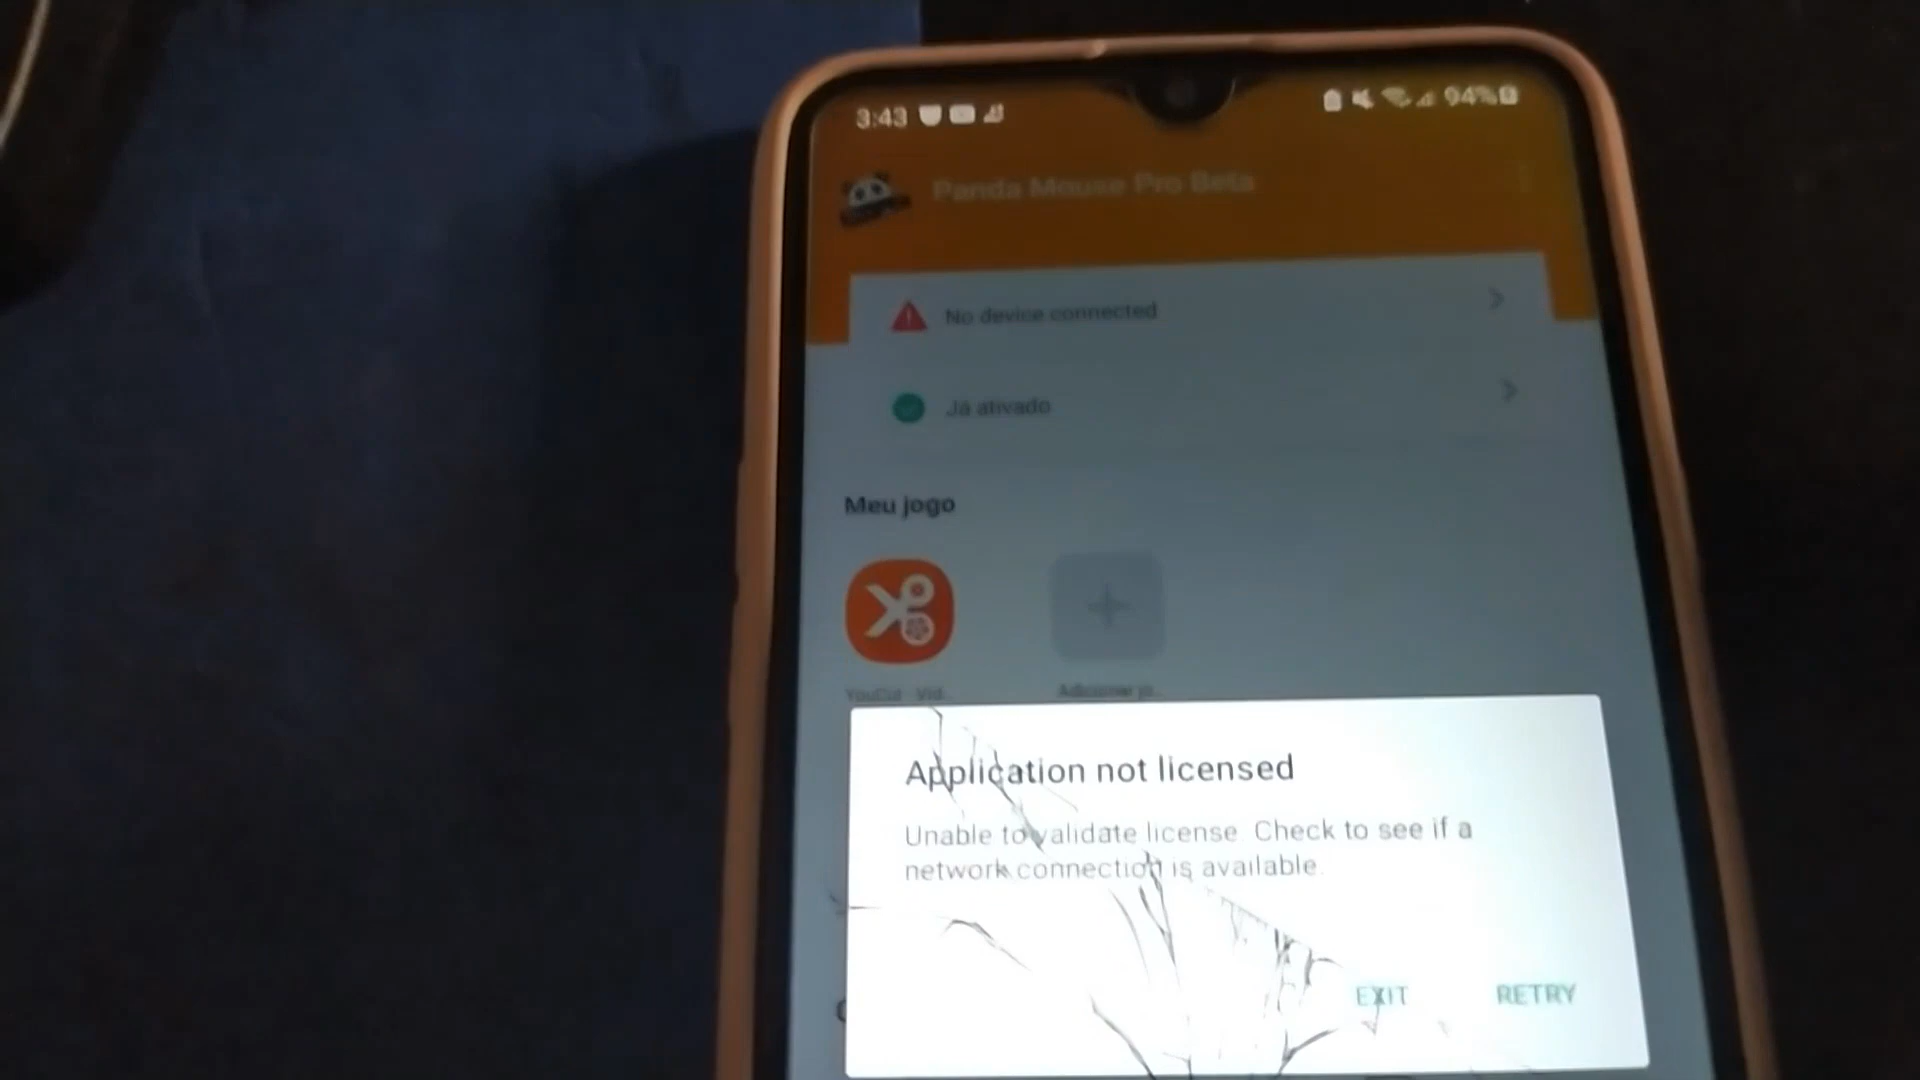 3:43
94%
Panda Mouse Pro Beta
No device connected
Já ativado
Meu jogo
YouCut - Vid...
Adicionar jo...
Application not licensed
Unable to validate license. Check to see if a
network connection is available.
EXIT
RETRY